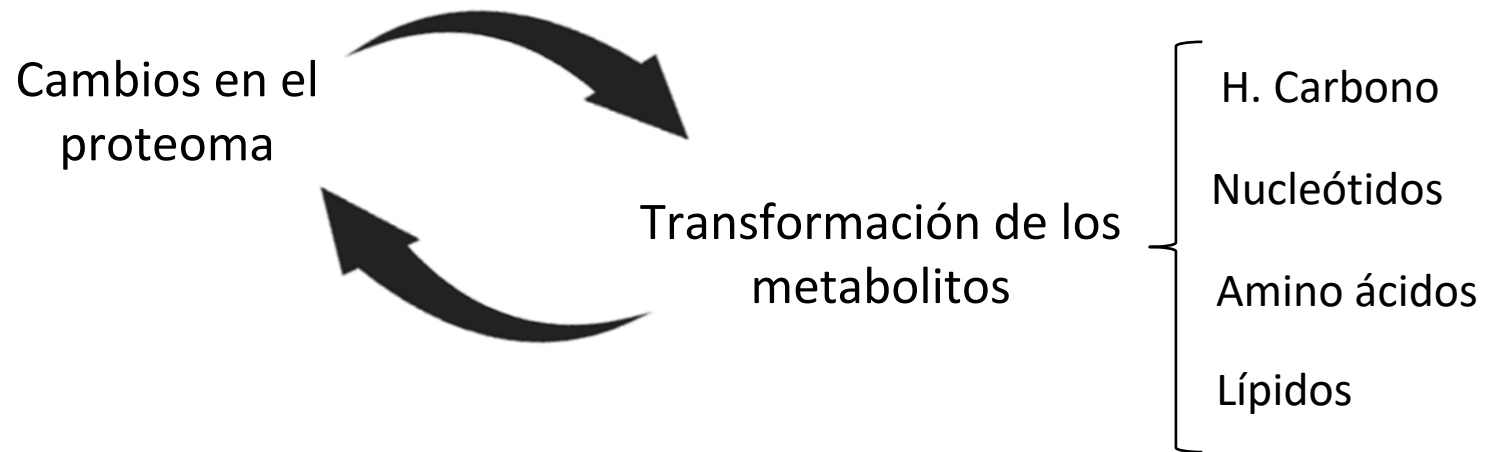 Cambios en el
proteoma
Transformación de los
metabolitos
H. Carbono
Nucleótidos
Amino ácidos
Lípidos